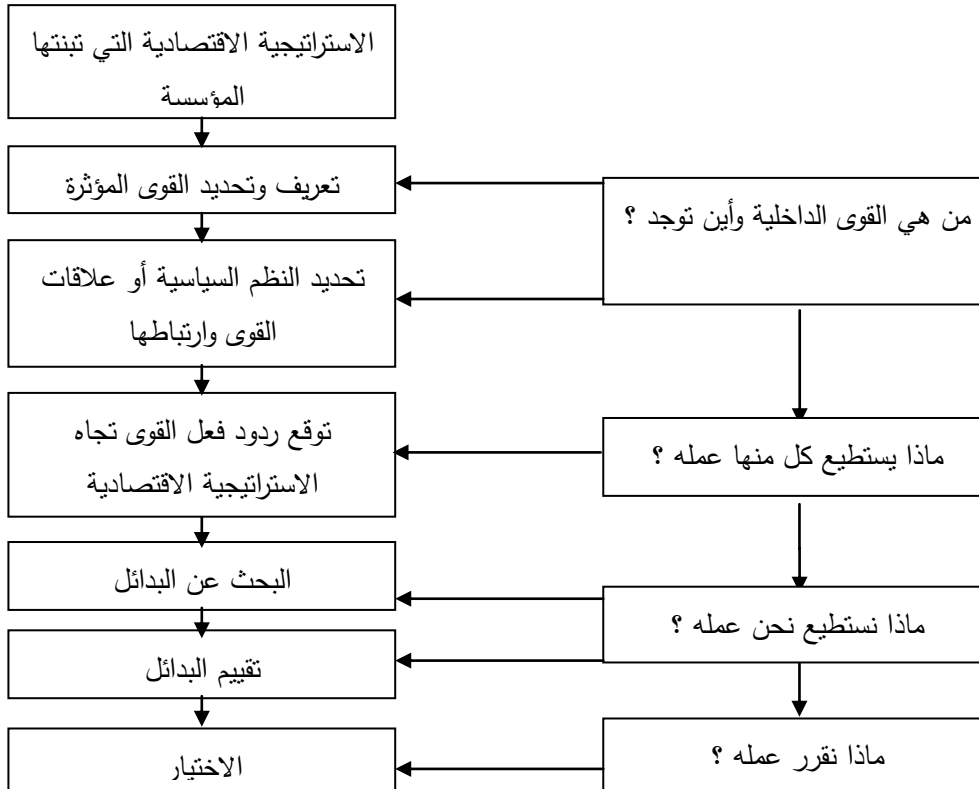 الاستراتيجية الاقتصادية التي تبنتها
المؤسسة
تعريف وتحديد القوى المؤثرة
من هي القوى الداخلية وأين توجد ؟
تحديد النظم السياسية أو علاقات
القوى وارتباطها
توقع ردود فعل القوى تجاه
الاستراتيجية الاقتصادية
ماذا يستطيع كل منها عمله ؟
البحث عن البدائل
ماذا نستطيع نحن عمله ؟
تقييم البدائل
الاختيار
ماذا نقرر عمله ؟